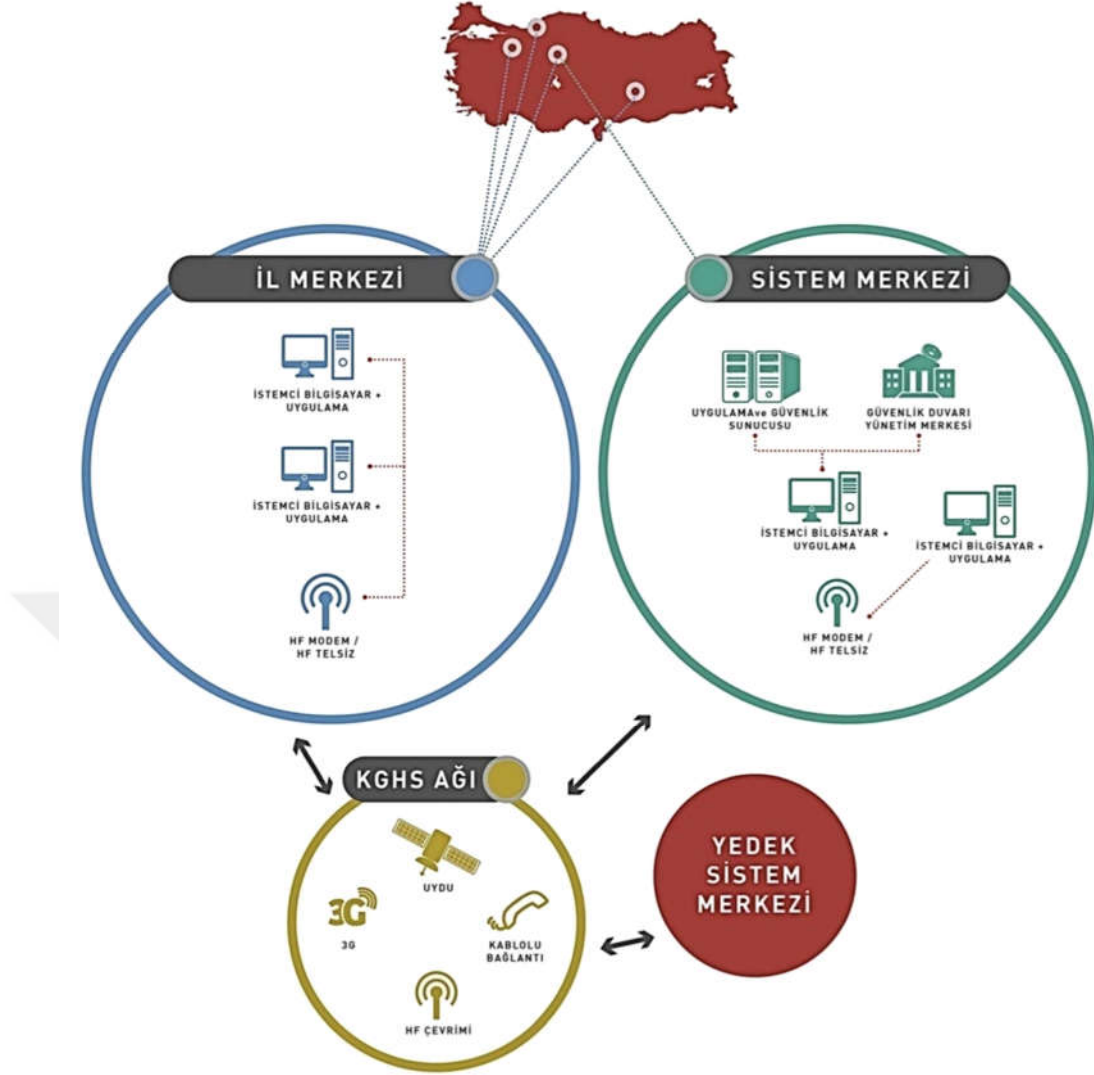 İL MERKEZİ
İSTEMCİ BİLGİSAYAR +
UYGULAMA
İSTEMCİ BİLGİSAYAR +
UYGULAMA
HF MODEM /
HF TELSİZ
SİSTEM MERKEZİ
UYGULAMAve GÜVENLİK
SUNUCUSU
GÜVENLİK DUVARI
YÖNETİM MERKESİ
İSTEMCİ BİLGİSAYAR +
UYGULAMA
İSTEMCİ BİLGİSAYAR +
UYGULAMA
HF MODEM /
HF TELSİZ
KGHS AĞI
UYDU
3G
3G
KABLOLU
BAĞLANTI
HF ÇEVRİMİ
YEDEK
SİSTEM
MERKEZİ